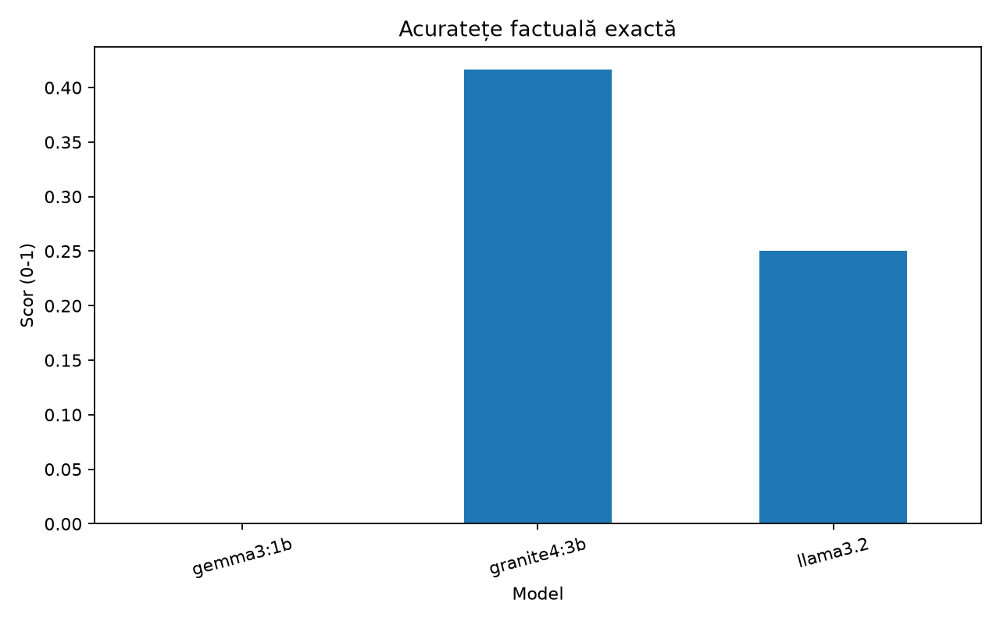 Acuratețe factuală exactă
Scor (0-1)
0.40
0.35
0.30
0.25
0.20
0.15
0.10
0.05
0.00
gemma3:1b
granite4:3b
llama3.2
Model